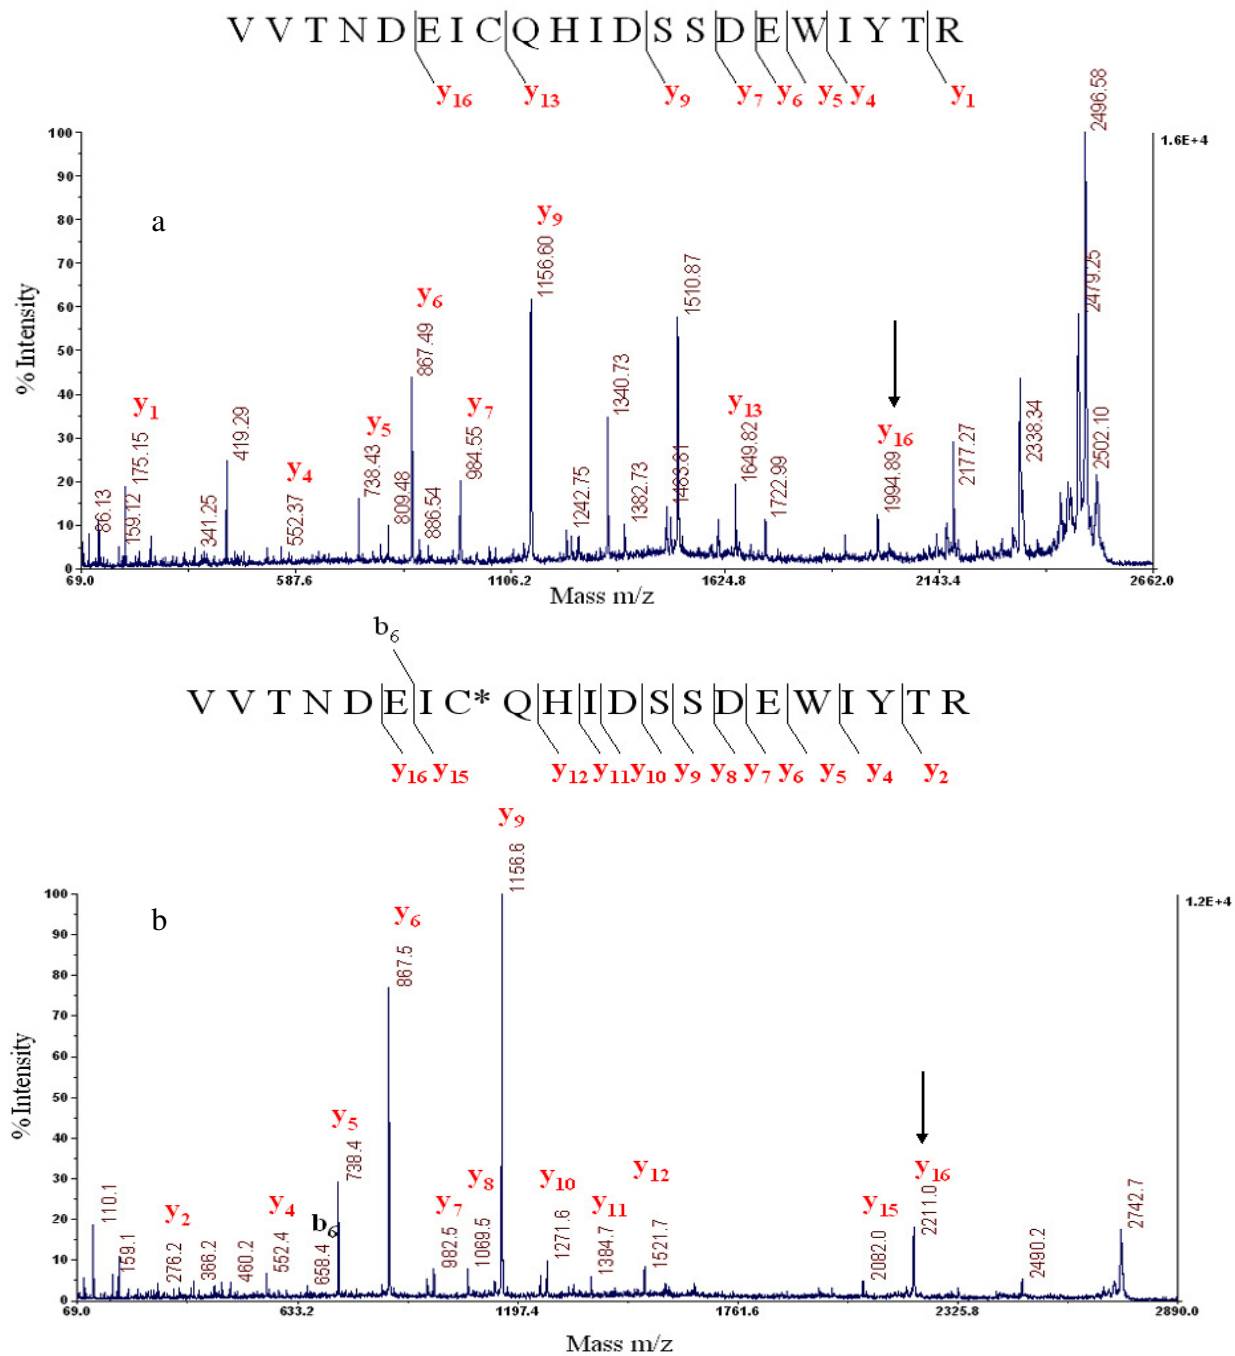 V V T N D E I C Q H I D S S D E W I Y T R
y16 y13 y9 y7 y6 y5 y4 y1
2496.58
100 1.6E+4
90
a
y9
80
1156.60
2479.25
70
1510.87
y6
60
867.49
50
1340.73
% Intensity
40
y1 y5 y7 y13
175.15 419.29 738.43 984.55 1649.82 y16 2177.27 2338.34
30
y4 1382.73 1463.81 1994.89 2502.10
20
86.13 159.12 341.25 552.37 809.48 886.54 1242.75 1722.99
10
0
69.0 587.6 1106.2 1624.8 2143.4 2662.0
Mass m/z
b6
V V T N D E I C* Q H I D S S D E W I Y T R
y16 y15 y12 y11 y10 y9 y8 y7 y6 y5 y4 y2
y9
1156.6
100 1.2E+4
b
y6
90
867.5
80
70
60
50
% Intensity
y5
40
738.4
y12
30
y8 y10 y16
110.1 y2 y4 b6 y7 y11 y15 2211.0 2742.7
20
159.1 276.2 366.2 460.2 552.4 658.4 982.5 1069.5 1271.6 1384.7 1521.7 2082.0 2480.2
10
0
69.0 633.2 1197.4 1761.6 2325.8 2890.0
Mass m/z